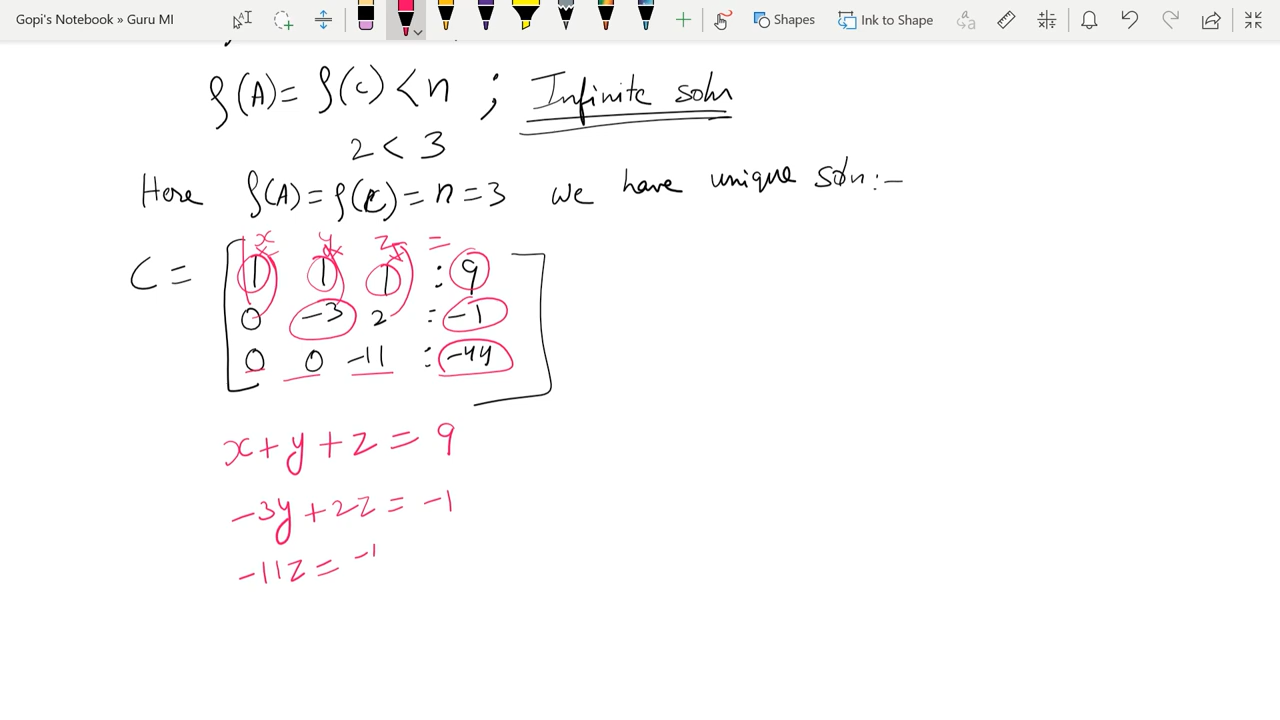 Gopi's Notebook » Guru MI
Shapes
Ink to Shape
ρ(A) = ρ(C) < n ; Infinite soln
2 < 3
Here ρ(A) = ρ(C) = n = 3 we have unique soln:-
x y z =
C = [ 1 1 1 : 9
0 -3 2 : -1
0 0 -11 : -44 ]
x + y + z = 9
-3y + 2z = -1
-11z = -1